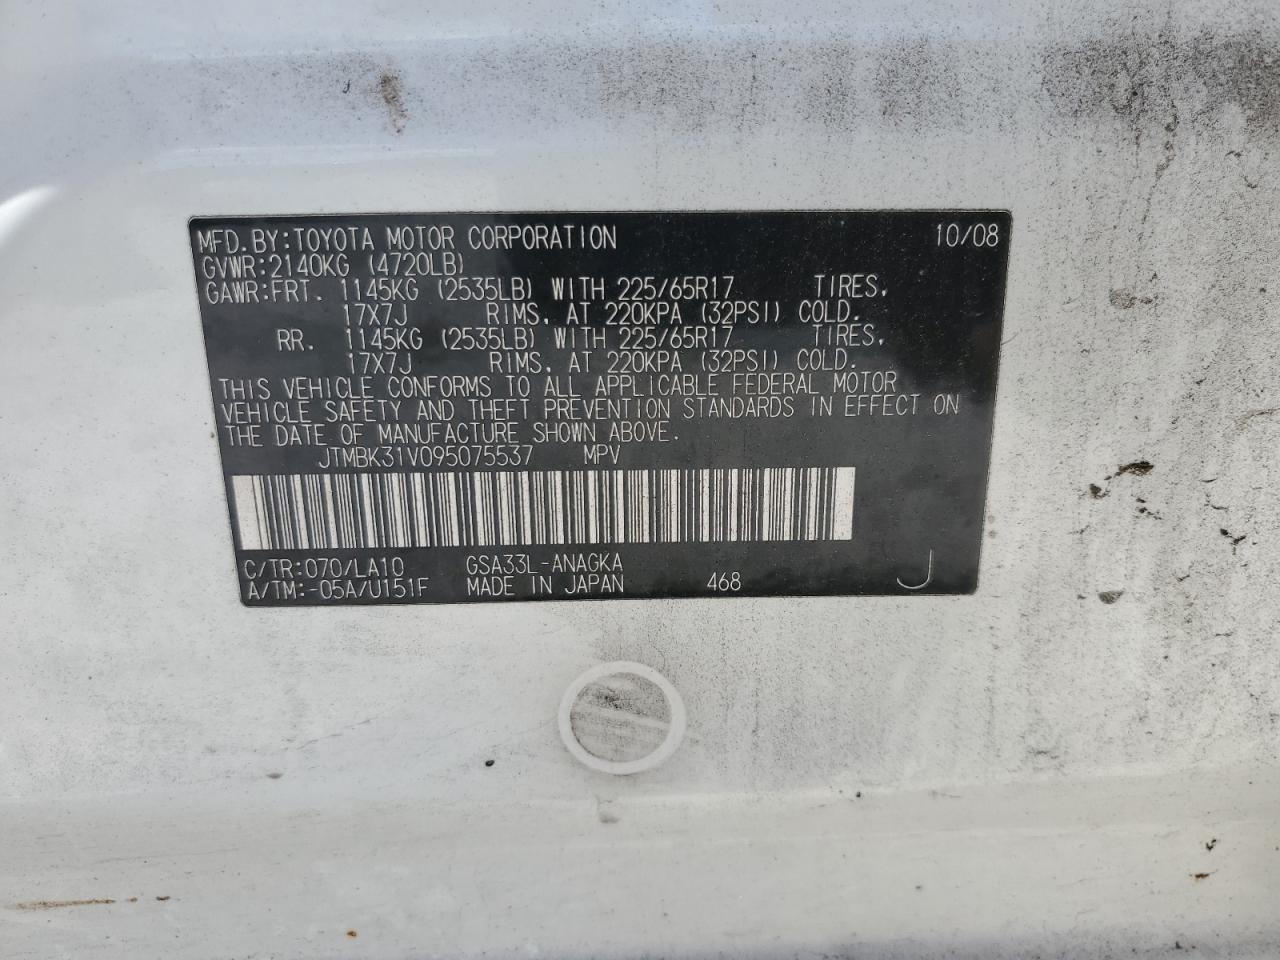 MFD.BY:TOYOTA MOTOR CORPORATION 10/08
GVWR:2140KG (4720LB)
GAWR:FRT. 1145KG (2535LB) WITH 225/65R17 TIRES,
17X7J RIMS, AT 220KPA (32PSI) COLD.
RR. 1145KG (2535LB) WITH 225/65R17 TIRES,
17X7J RIMS, AT 220KPA (32PSI) COLD.
THIS VEHICLE CONFORMS TO ALL APPLICABLE FEDERAL MOTOR
VEHICLE SAFETY AND THEFT PREVENTION STANDARDS IN EFFECT ON
THE DATE OF MANUFACTURE SHOWN ABOVE.
JTMBK31V095075537 MPV
C/TR:070/LA10 GSA33L-ANAGKA
A/TM:-05A/U151F MADE IN JAPAN 468 J